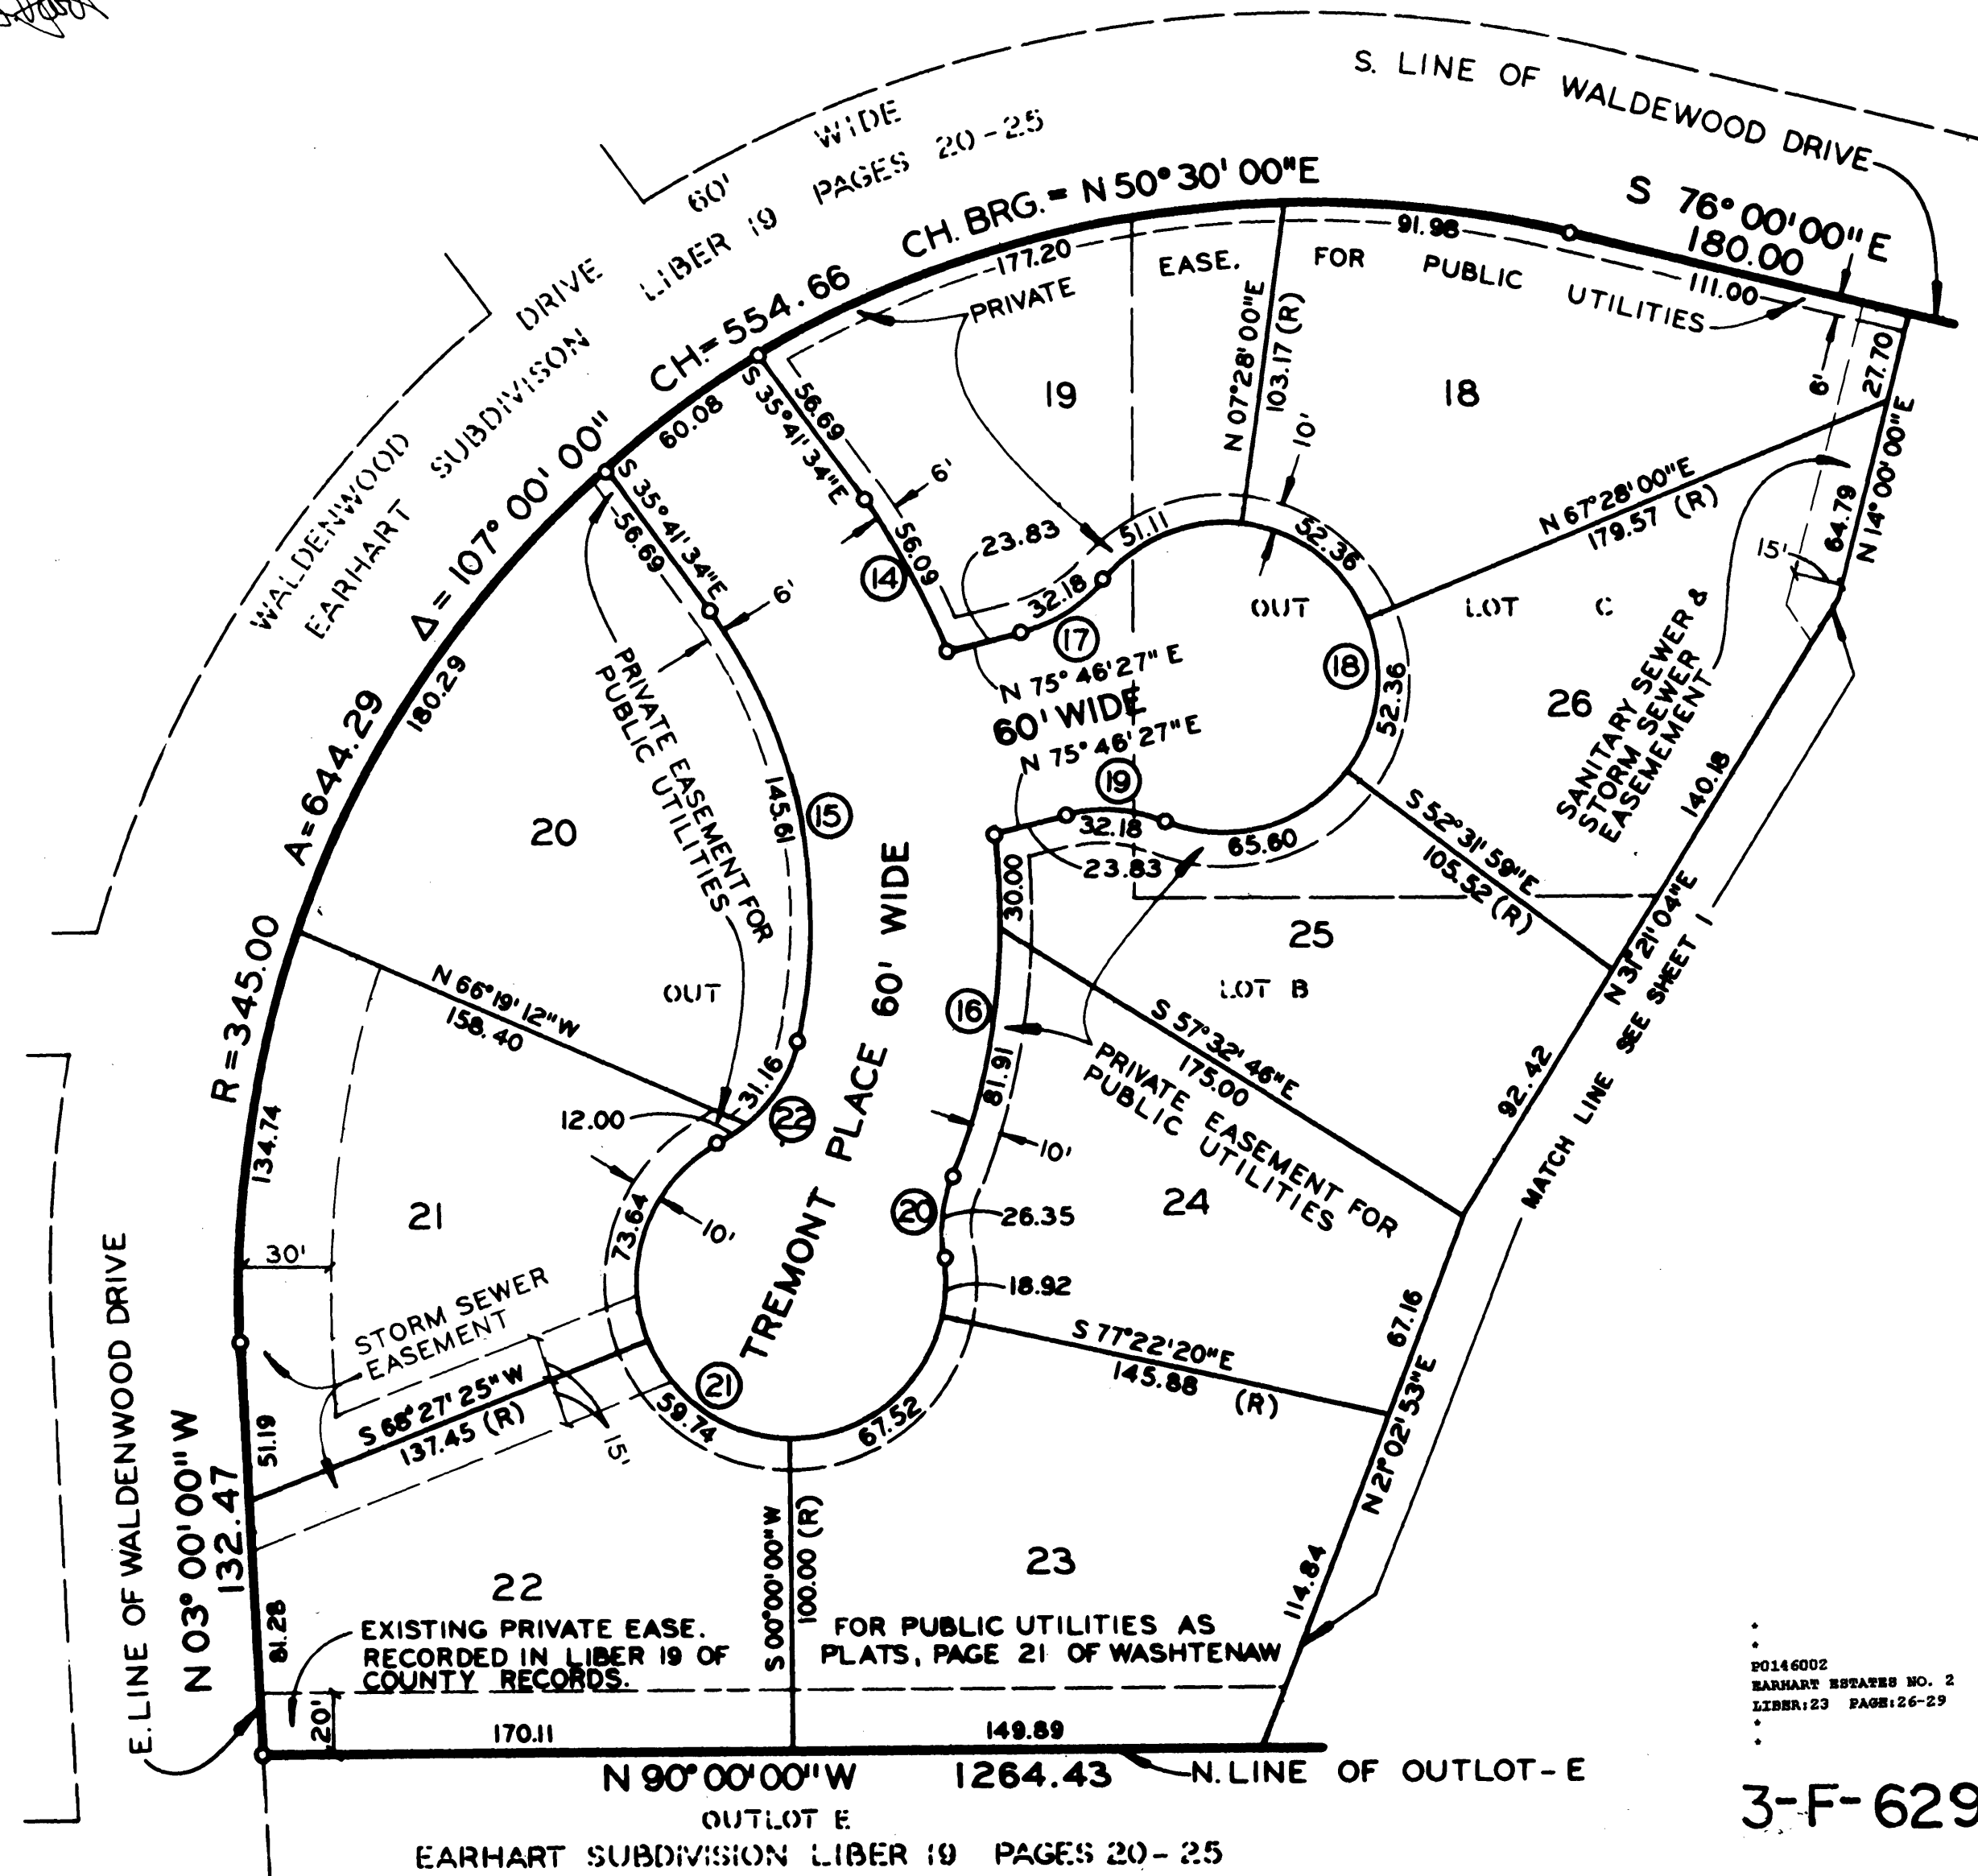 S. LINE OF WALDEWOOD DRIVE
60' WIDE
LIBER 19 PAGES 20-25
WALDENWOOD DRIVE
EARHART SUBDIVISON
R=345.00 A=644.29 Δ=107°00'00" CH=554.66 CH. BRG.=N50°30'00"E
S 76°00'00"E
180.00
177.20
91.98
111.00
60.08
180.29
134.74
PRIVATE EASE. FOR PUBLIC UTILITIES
6'
27.70
19
18
N 07°28'00"E
103.17 (R)
10'
S 35°41'34"E
56.69
S 35°41'34"E
56.69
6'
6'
56.09
14
23.83
32.18
17
51.11
52.36
N 67°28'00"E
179.57 (R)
64.79
N 14°00'00"E
15'
OUT LOT C
N 75°46'27"E
60' WIDE
N 75°46'27"E
18
52.36
26
SANITARY SEWER &
STORM SEWER
EASEMEMENT
140.18
19
32.18
23.83
65.60
S 52°31'59"E
105.52 (R)
N 31°21'04"E
PRIVATE EASEMENT FOR
PUBLIC UTILITIES
20
145.61
15
30.00
25
OUT LOT B
N 66°19'12"W
158.40
16
81.91
S 57°32'46"E
175.00
92.42
MATCH LINE SEE SHEET 1
PRIVATE EASEMENT FOR
PUBLIC UTILITIES
31.16
12.00
22
10'
TREMONT PLACE 60' WIDE
21
73.64
10'
20
26.35
18.92
24
67.16
30'
STORM SEWER
EASEMENT
S 77°22'20"E
145.88 (R)
N 21°02'53"E
S 68°27'25"W
137.45 (R)
15'
21
59.74
67.52
E. LINE OF WALDENWOOD DRIVE
N 03°00'00"W
132.47
51.19
81.28
22
S 00°00'00"W
100.00 (R)
23
114.84
EXISTING PRIVATE EASE. FOR PUBLIC UTILITIES AS
RECORDED IN LIBER 19 OF PLATS, PAGE 21 OF WASHTENAW
COUNTY RECORDS.
20'
170.11
149.89
N 90°00'00"W 1264.43
N. LINE OF OUTLOT-E
OUTLOT E
EARHART SUBDIVISION LIBER 19 PAGES 20-25
P0146002
EARHART ESTATES NO. 2
LIBER:23 PAGE:26-29
3-F-629